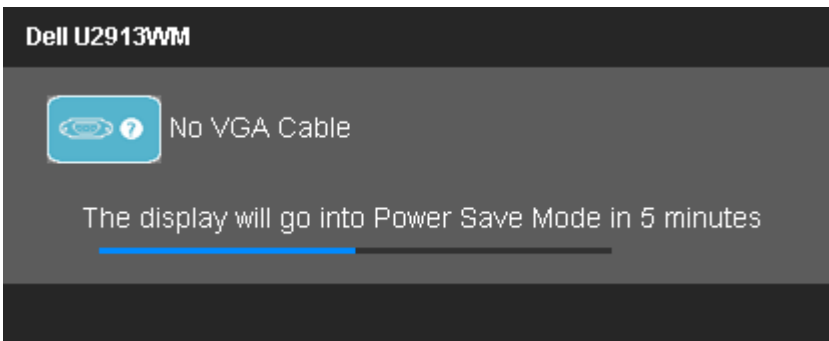 Dell U2913WM
? No VGA Cable
The display will go into Power Save Mode in 5 minutes